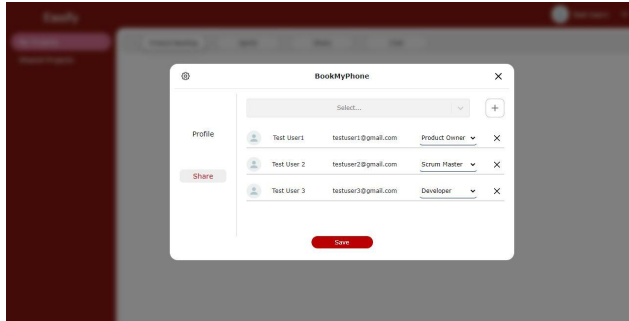 BookMyPhone
Select...
Profile
Share
Test User1 testuser1@gmail.com Product Owner
Test User 2 testuser2@gmail.com Scrum Master
Test User 3 testuser3@gmail.com Developer
Save